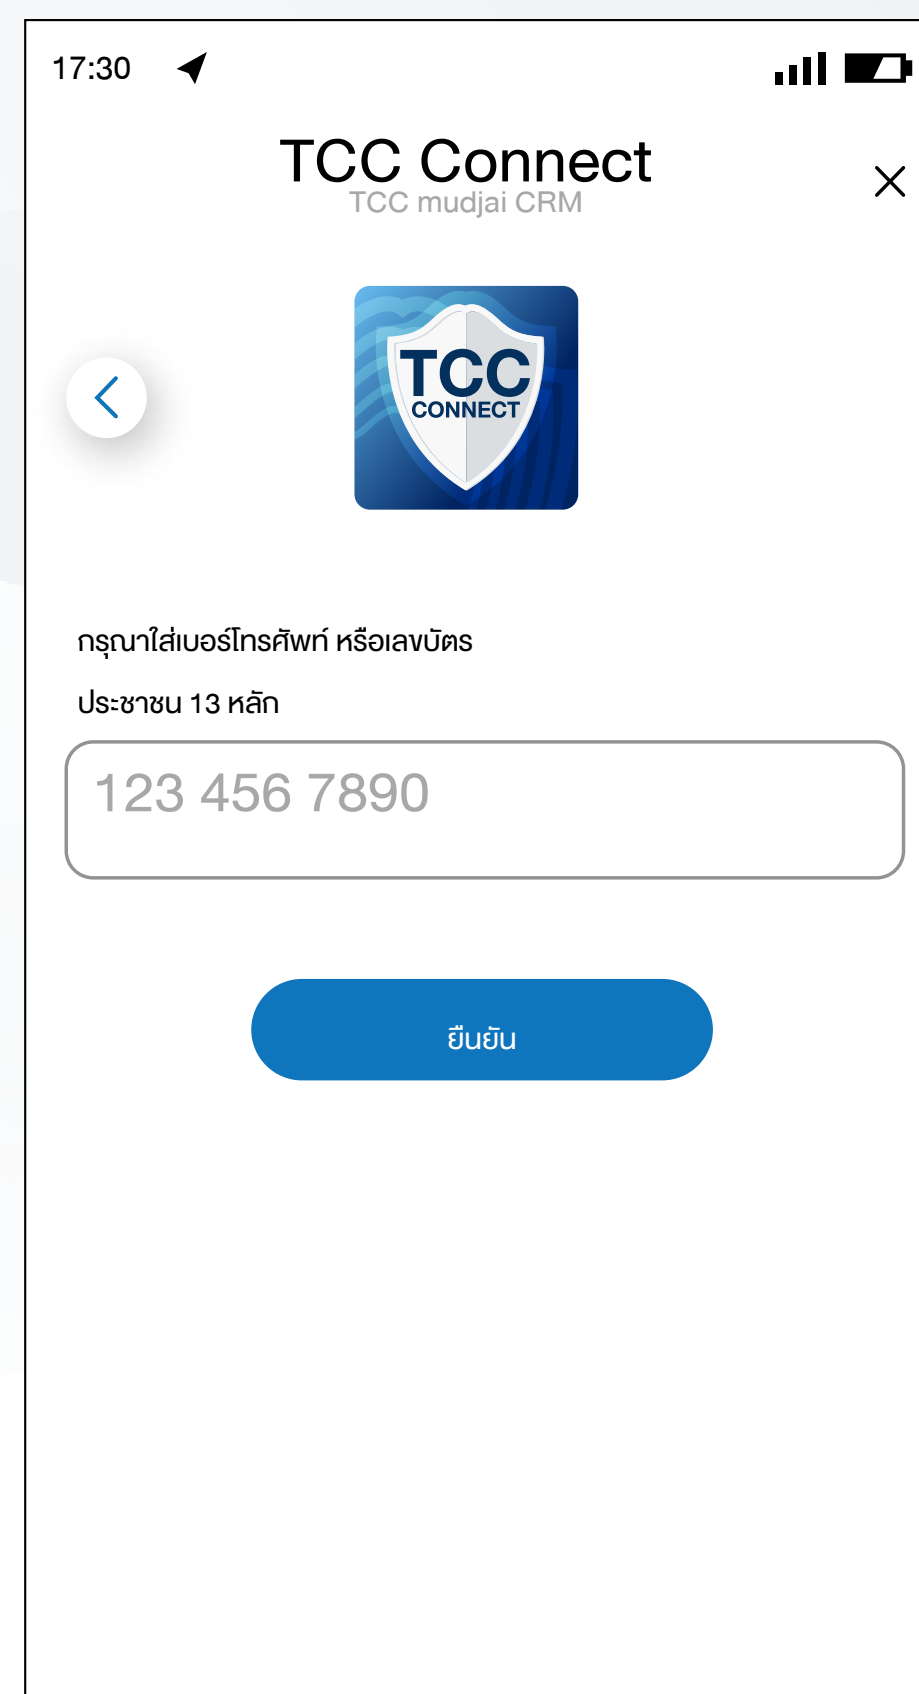 17:30
TCC Connect
TCC mudjai CRM
TCC
CONNECT
กรุณาใส่เบอร์โทรศัพท์ หรือเลขบัตร
ประชาชน 13 หลัก
123 456 7890
ยืนยัน